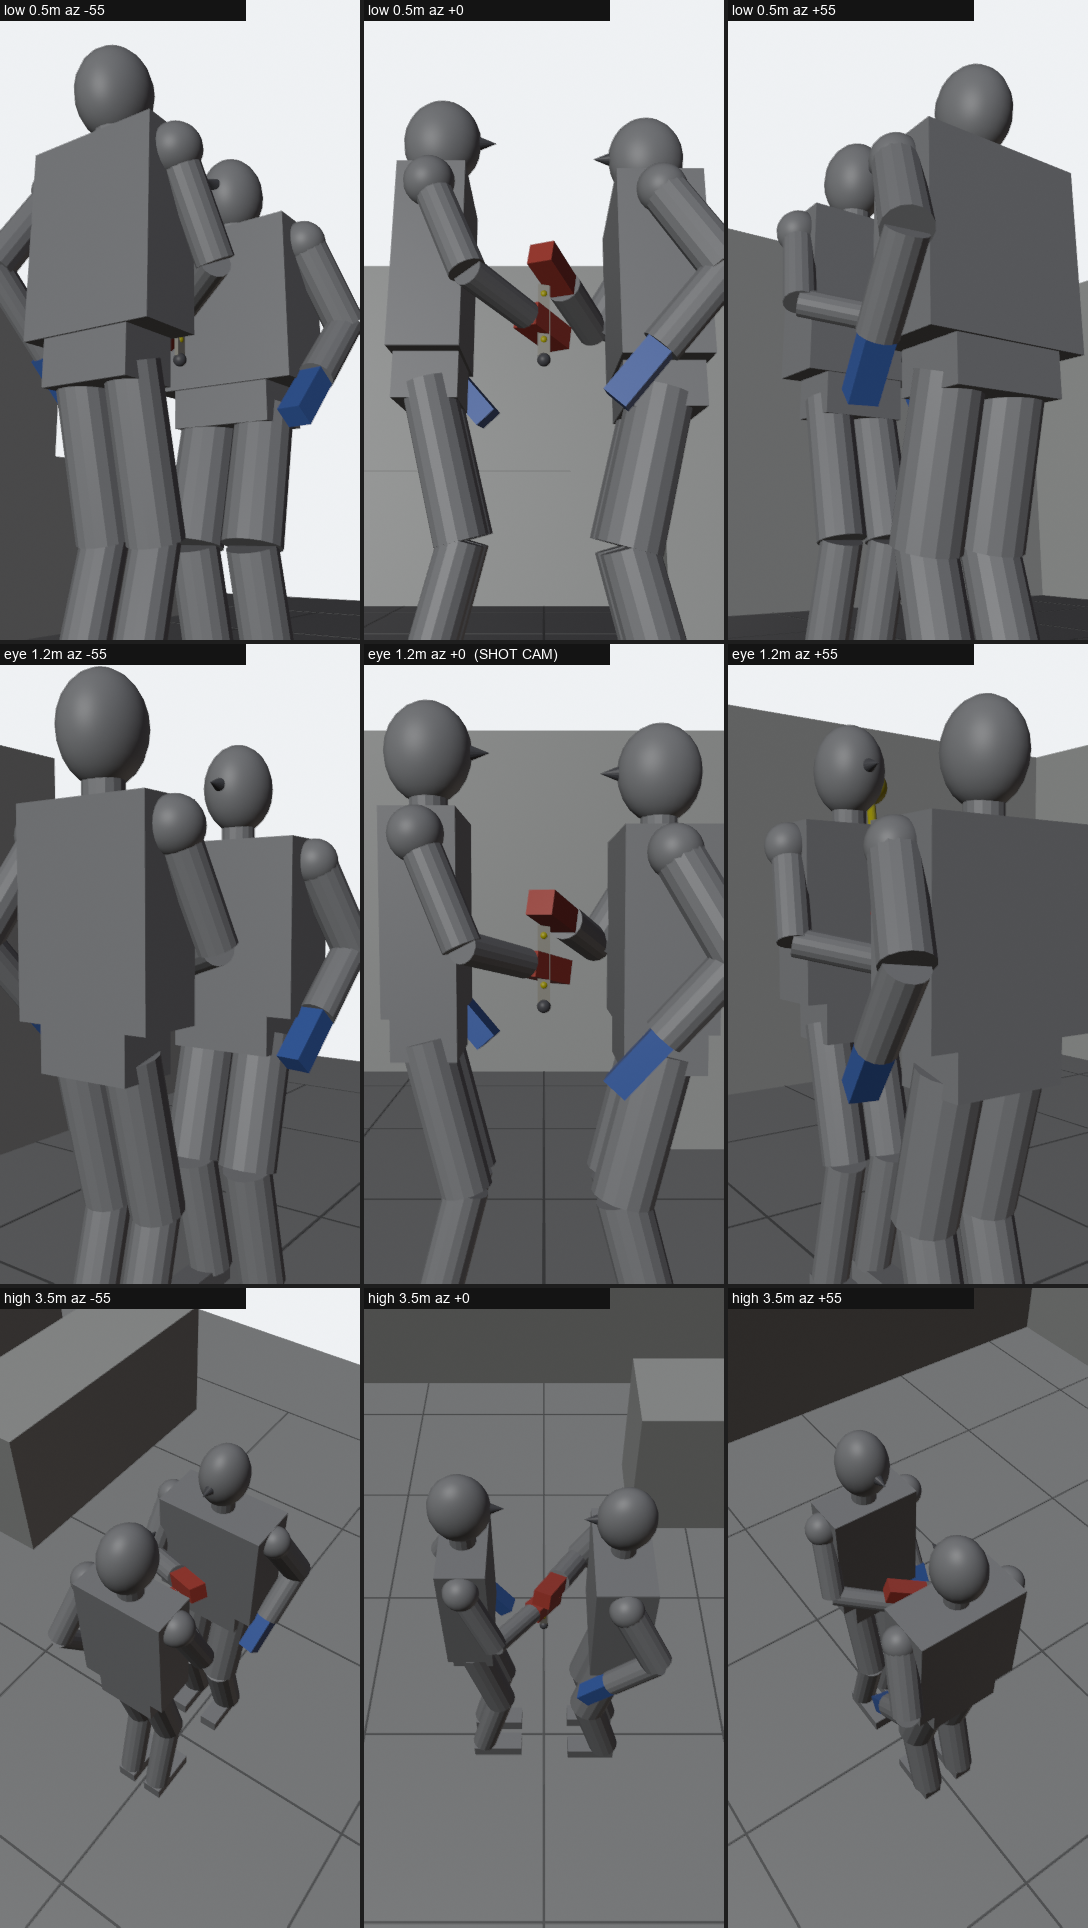 low 0.5m az -55
low 0.5m az +0
low 0.5m az +55
eye 1.2m az -55
eye 1.2m az +0 (SHOT CAM)
eye 1.2m az +55
high 3.5m az -55
high 3.5m az +0
high 3.5m az +55